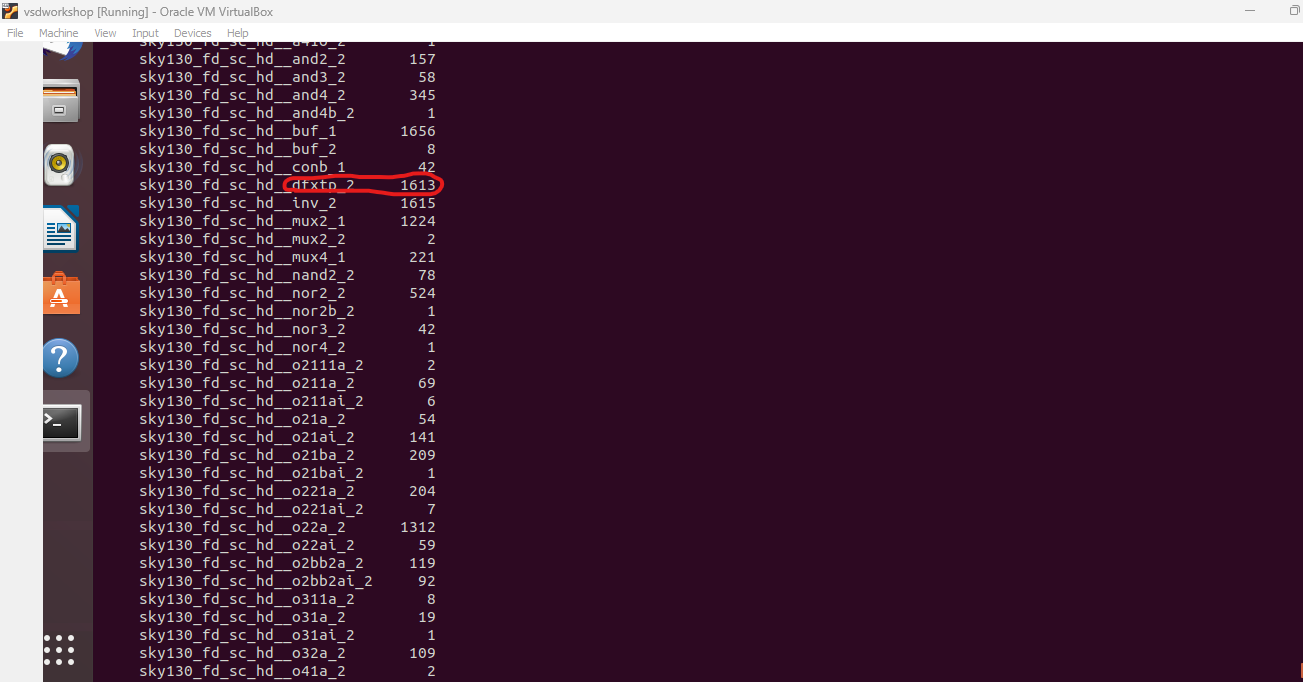 vsdworkshop [Running] - Oracle VM VirtualBox
File Machine View Input Devices Help
sky130_fd_sc_hd__a41o_2 1
sky130_fd_sc_hd__and2_2 157
sky130_fd_sc_hd__and3_2 58
sky130_fd_sc_hd__and4_2 345
sky130_fd_sc_hd__and4b_2 1
sky130_fd_sc_hd__buf_1 1656
sky130_fd_sc_hd__buf_2 8
sky130_fd_sc_hd__conb_1 42
sky130_fd_sc_hd__dfxtp_2 1613
sky130_fd_sc_hd__inv_2 1615
sky130_fd_sc_hd__mux2_1 1224
sky130_fd_sc_hd__mux2_2 2
sky130_fd_sc_hd__mux4_1 221
sky130_fd_sc_hd__nand2_2 78
sky130_fd_sc_hd__nor2_2 524
sky130_fd_sc_hd__nor2b_2 1
sky130_fd_sc_hd__nor3_2 42
sky130_fd_sc_hd__nor4_2 1
sky130_fd_sc_hd__o2111a_2 2
sky130_fd_sc_hd__o211a_2 69
sky130_fd_sc_hd__o211ai_2 6
sky130_fd_sc_hd__o21a_2 54
sky130_fd_sc_hd__o21ai_2 141
sky130_fd_sc_hd__o21ba_2 209
sky130_fd_sc_hd__o21bai_2 1
sky130_fd_sc_hd__o221a_2 204
sky130_fd_sc_hd__o221ai_2 7
sky130_fd_sc_hd__o22a_2 1312
sky130_fd_sc_hd__o22ai_2 59
sky130_fd_sc_hd__o2bb2a_2 119
sky130_fd_sc_hd__o2bb2ai_2 92
sky130_fd_sc_hd__o311a_2 8
sky130_fd_sc_hd__o31a_2 19
sky130_fd_sc_hd__o31ai_2 1
sky130_fd_sc_hd__o32a_2 109
sky130_fd_sc_hd__o41a_2 2